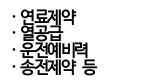 · 연료제약
· 열공급
· 운전예비력
· 송전제약 등